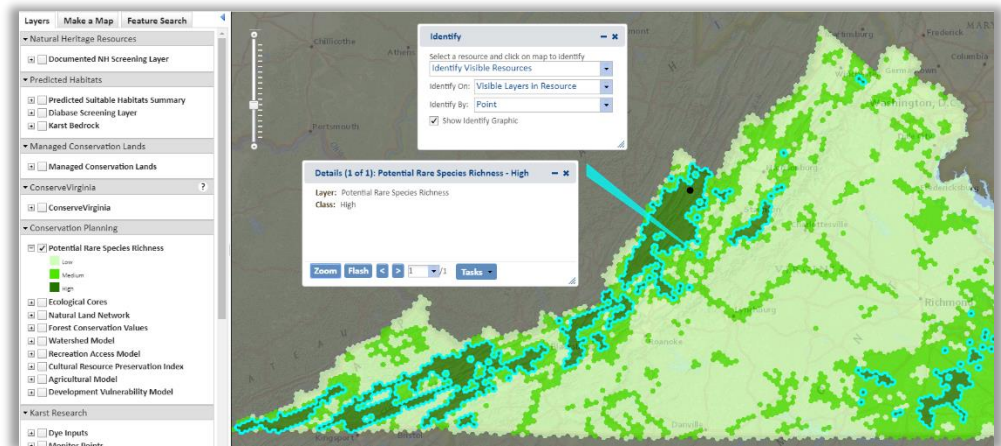 Layers Make a Map Feature Search
Natural Heritage Resources
Documented NH Screening Layer
Predicted Habitats
Predicted Suitable Habitats Summary
Diabase Screening Layer
Karst Bedrock
Managed Conservation Lands
Managed Conservation Lands
ConserveVirginia ?
ConserveVirginia
Conservation Planning
Potential Rare Species Richness
Low
Medium
High
Ecological Cores
Natural Land Network
Forest Conservation Values
Watershed Model
Recreation Access Model
Cultural Resource Preservation Index
Agricultural Model
Development Vulnerability Model
Karst Research
Dye Inputs
Monitor Points
Identify
Select a resource and click on map to identify
Identify Visible Resources
Identify On: Visible Layers in Resource
Identify By: Point
Show Identify Graphic
Details (1 of 1): Potential Rare Species Richness - High
Layer: Potential Rare Species Richness
Class: High
Zoom Flash < > 1 /1 Tasks
Chillicothe
Athens
Portsmouth
Frederick
Columbia
Washington, D.C.
Fredericksburg
Charlottesville
Richmond
Roanoke
Danville
Kingsport
Bristol